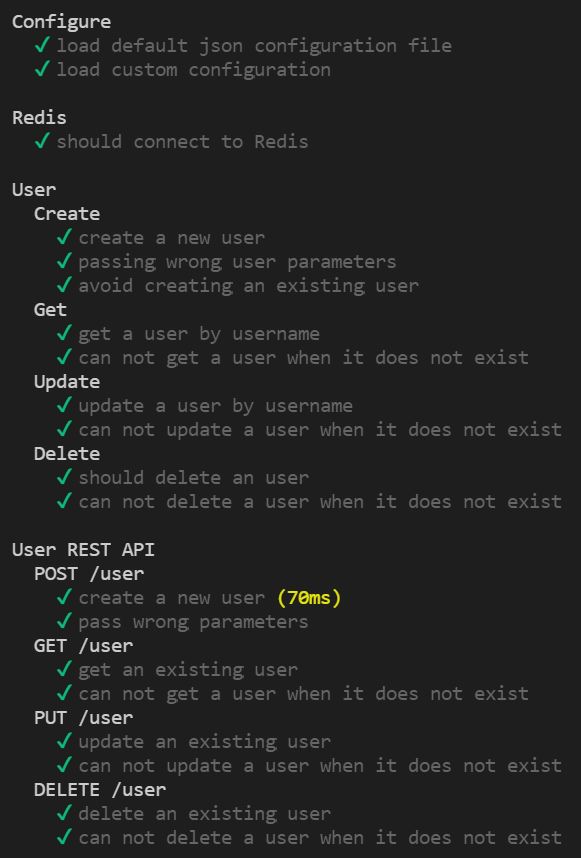 Configure
✓ load default json configuration file
✓ load custom configuration
Redis
✓ should connect to Redis
User
Create
✓ create a new user
✓ passing wrong user parameters
✓ avoid creating an existing user
Get
✓ get a user by username
✓ can not get a user when it does not exist
Update
✓ update a user by username
✓ can not update a user when it does not exist
Delete
✓ should delete an user
✓ can not delete a user when it does not exist
User REST API
POST /user
✓ create a new user (70ms)
✓ pass wrong parameters
GET /user
✓ get an existing user
✓ can not get a user when it does not exist
PUT /user
✓ update an existing user
✓ can not update a user when it does not exist
DELETE /user
✓ delete an existing user
✓ can not delete a user when it does not exist